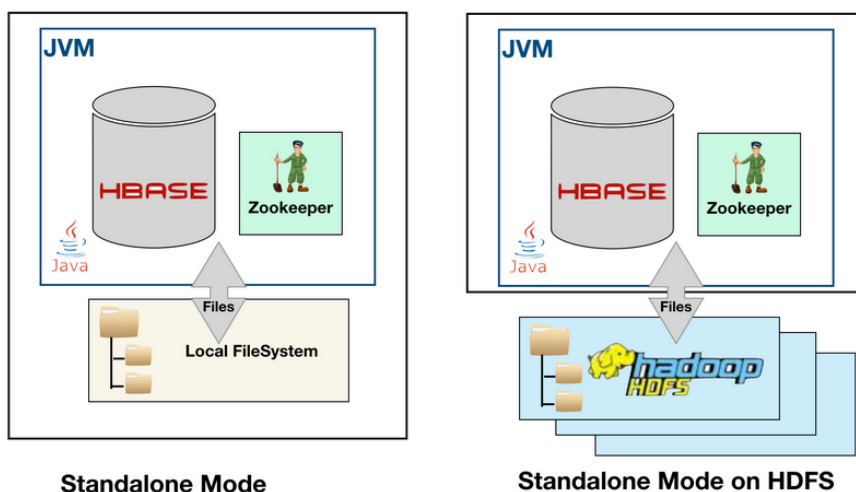 JVM
HBASE
Zookeeper
Java
Files
Local FileSystem
Standalone Mode
JVM
HBASE
Zookeeper
Java
Files
hadoop
HDFS
Standalone Mode on HDFS